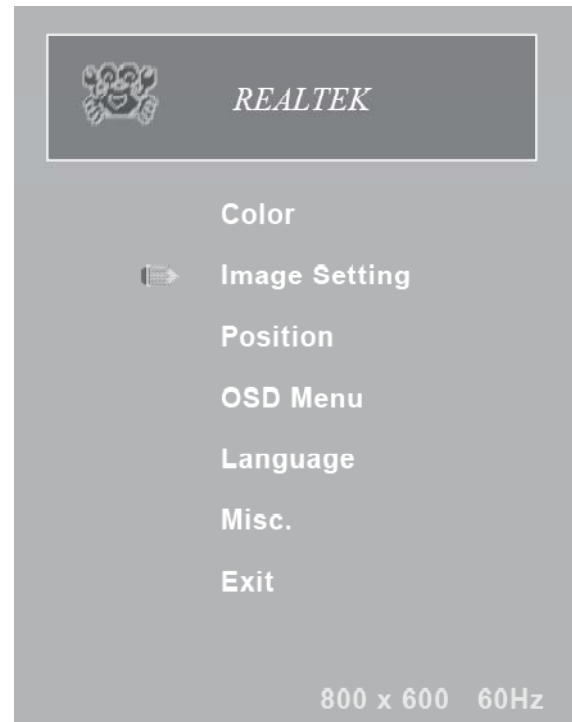 REALTEK
Color
Image Setting
Position
OSD Menu
Language
Misc.
Exit
800 x 600 60Hz